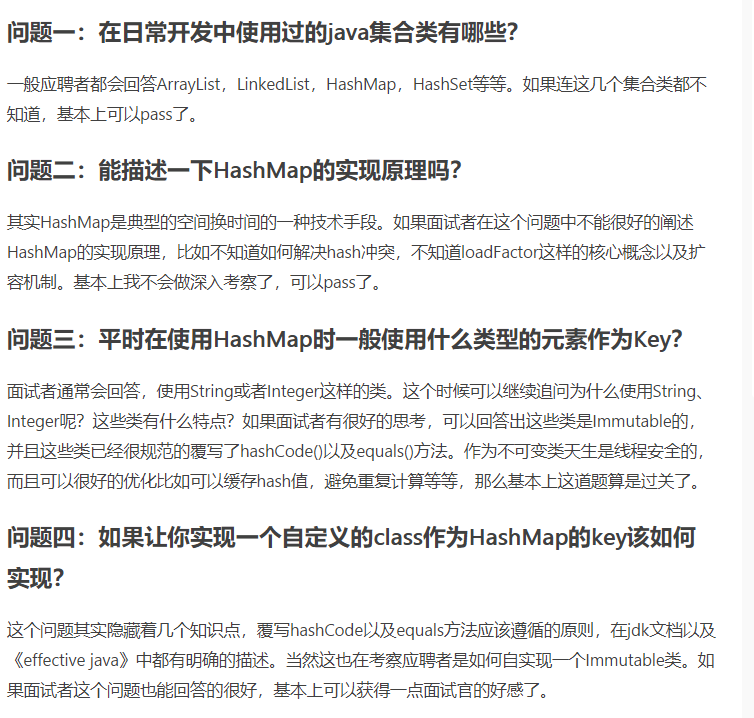 问题一：在日常开发中使用过的java集合类有哪些？
一般应聘者都会回答ArrayList，LinkedList，HashMap，HashSet等等。如果连这几个集合类都不
知道，基本上可以pass了。
问题二：能描述一下HashMap的实现原理吗？
其实HashMap是典型的空间换时间的一种技术手段。如果面试者在这个问题中不能很好的阐述
HashMap的实现原理，比如不知道如何解决hash冲突，不知道loadFactor这样的核心概念以及扩
容机制。基本上我不会做深入考察了，可以pass了。
问题三：平时在使用HashMap时一般使用什么类型的元素作为Key？
面试者通常会回答，使用String或者Integer这样的类。这个时候可以继续追问为什么使用String、
Integer呢？这些类有什么特点？如果面试者有很好的思考，可以回答出这些类是Immutable的，
并且这些类已经很规范的覆写了hashCode()以及equals()方法。作为不可变类天生是线程安全的，
而且可以很好的优化比如可以缓存hash值，避免重复计算等等，那么基本上这道题算是过关了。
问题四：如果让你实现一个自定义的class作为HashMap的key该如何
实现？
这个问题其实隐藏着几个知识点，覆写hashCode以及equals方法应该遵循的原则，在jdk文档以及
《effective java》中都有明确的描述。当然这也在考察应聘者是如何自实现一个Immutable类。如
果面试者这个问题也能回答的很好，基本上可以获得一点面试官的好感了。